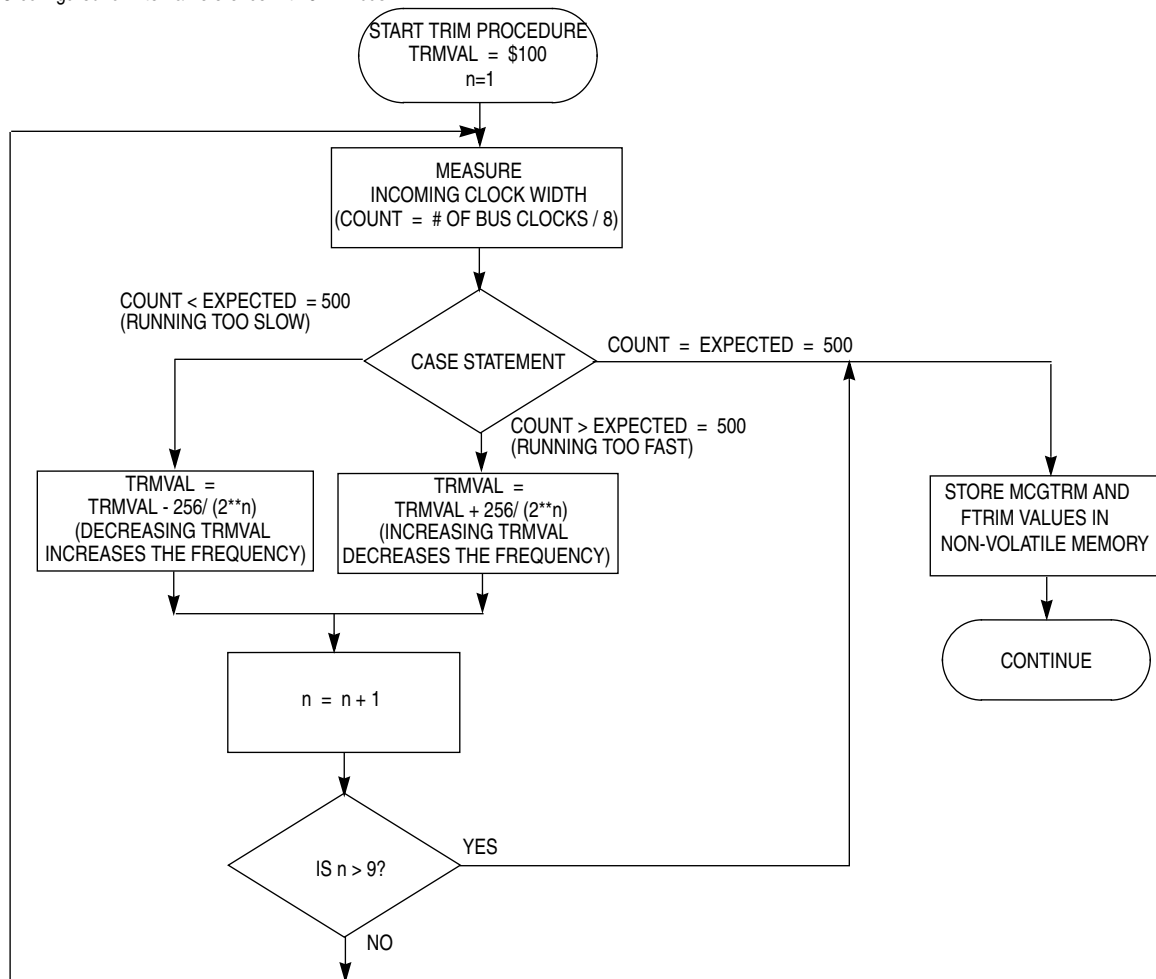 START TRIM PROCEDURE
TRMVAL = $100
n=1
MEASURE
INCOMING CLOCK WIDTH
(COUNT = # OF BUS CLOCKS / 8)
COUNT < EXPECTED = 500
(RUNNING TOO SLOW)
CASE STATEMENT
COUNT = EXPECTED = 500
COUNT > EXPECTED = 500
(RUNNING TOO FAST)
TRMVAL =
TRMVAL - 256/ (2**n)
(DECREASING TRMVAL
INCREASES THE FREQUENCY)
TRMVAL =
TRMVAL + 256/ (2**n)
(INCREASING TRMVAL
DECREASES THE FREQUENCY)
STORE MCGTRM AND
FTRIM VALUES IN
NON-VOLATILE MEMORY
CONTINUE
n = n + 1
IS n > 9?
YES
NO